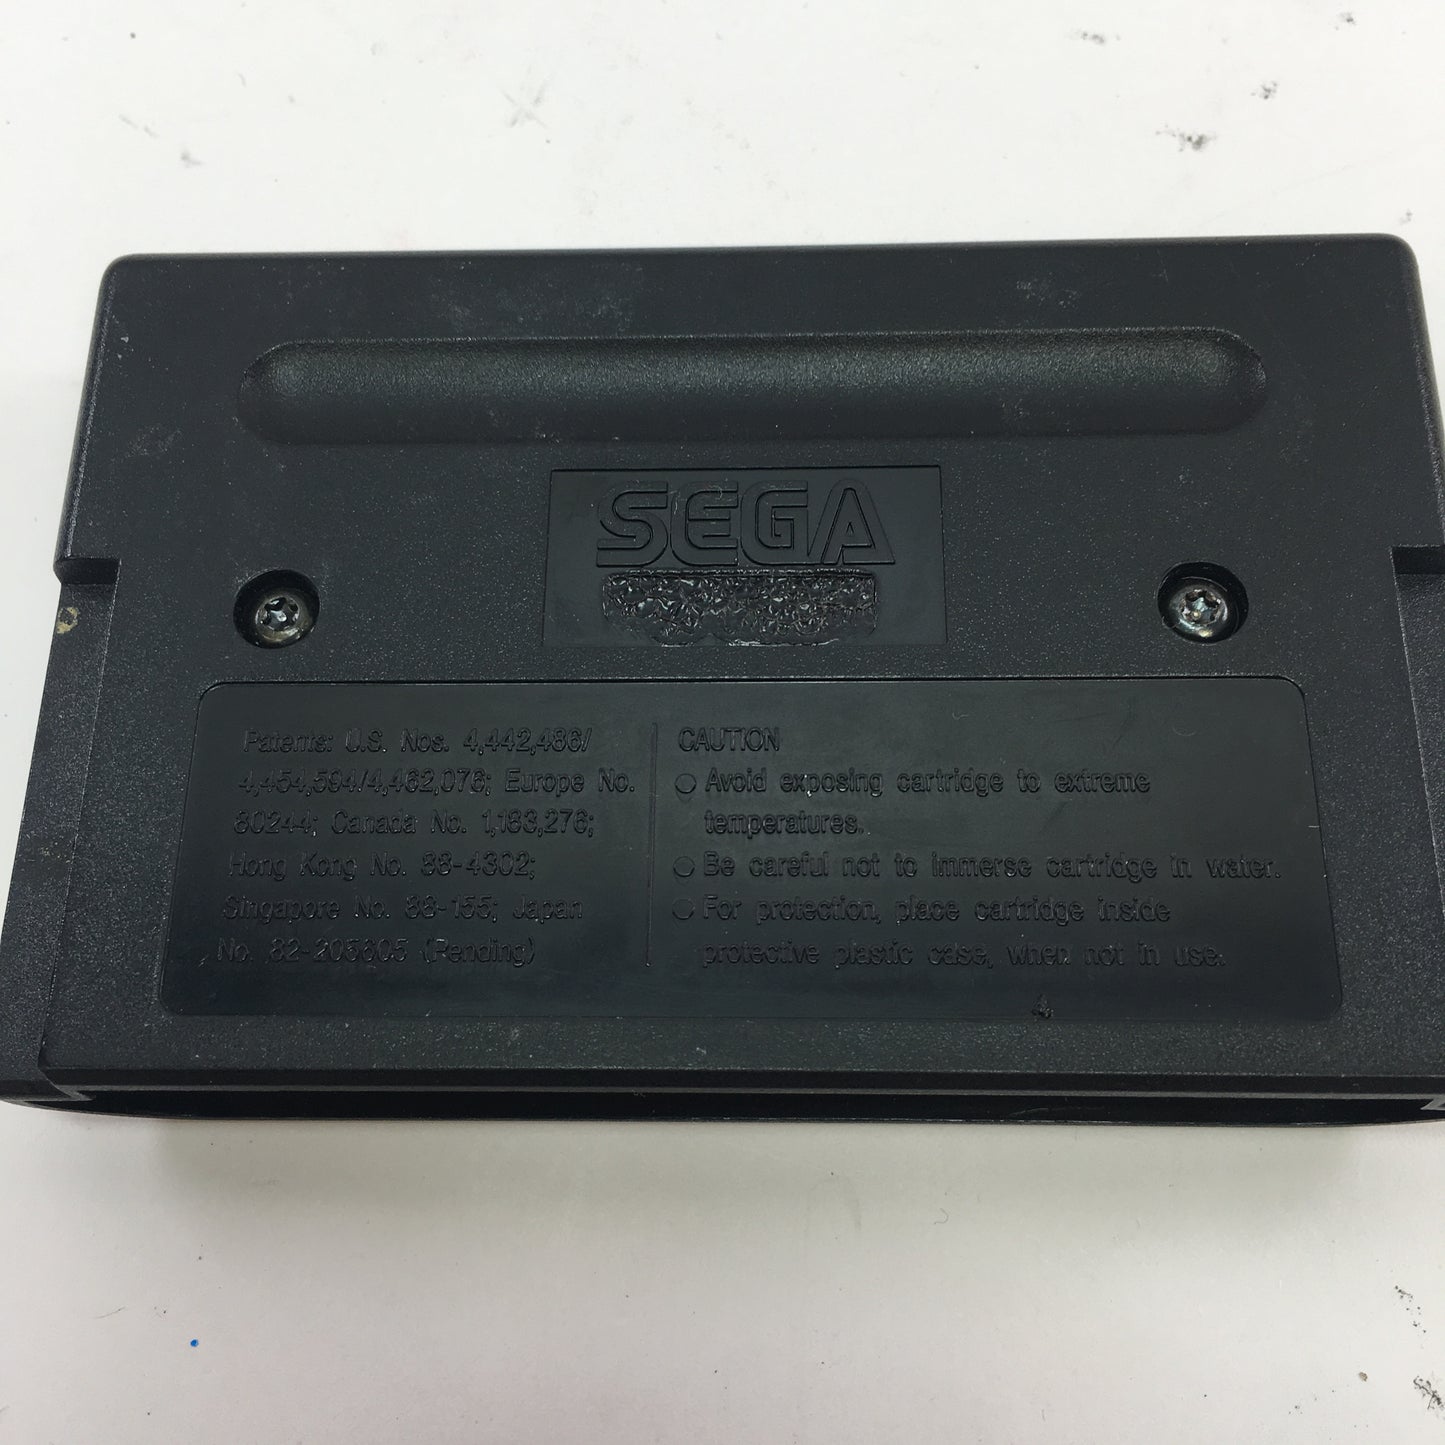 SEGA
Patents: U.S. Nos. 4,442,486/
4,454,594/4,462,076; Europe No.
80244; Canada No. 1,183,276;
Hong Kong No. 88-4302;
Singapore No. 88-155; Japan
No. 82-205605 (Pending)
CAUTION
○ Avoid exposing cartridge to extreme
temperatures.
○ Be careful not to immerse cartridge in water.
○ For protection, place cartridge inside
protective plastic case, when not in use.